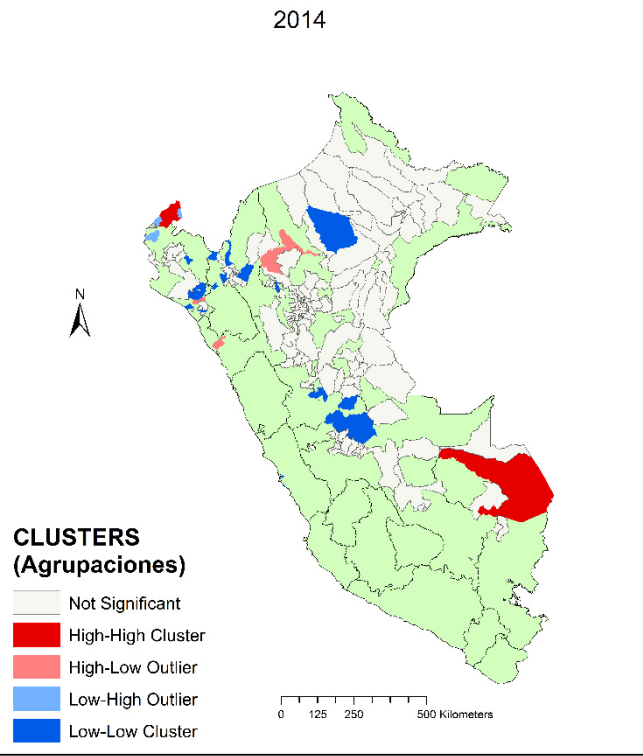 2014
N
CLUSTERS
(Agrupaciones)
Not Significant
High-High Cluster
High-Low Outlier
Low-High Outlier
Low-Low Cluster
0 125 250 500 Kilometers